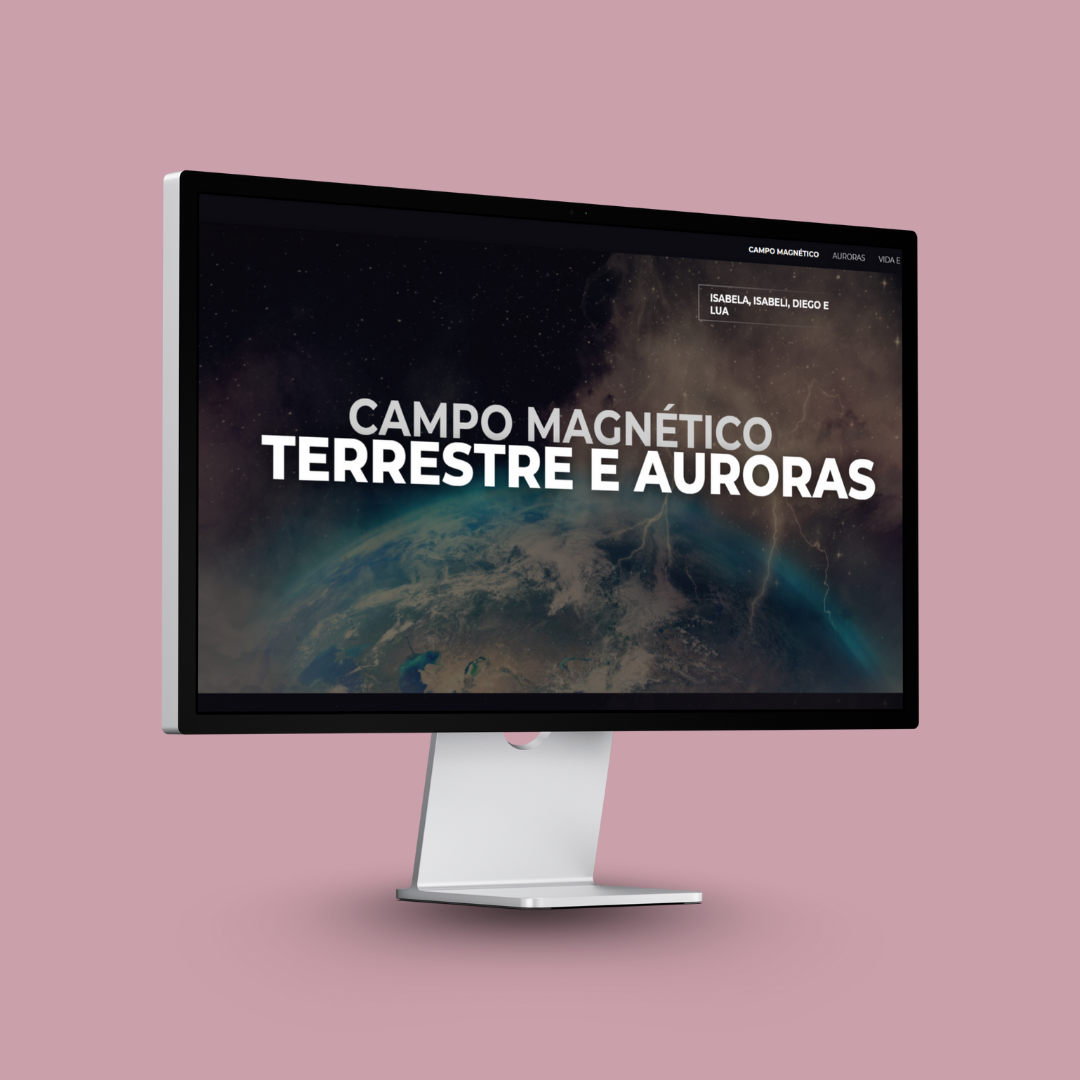 CAMPO MAGNÉTICO AURORAS VIDA E
ISABELA, ISABELI, DIEGO E
LUA
CAMPO MAGNÉTICO
TERRESTRE E AURORAS